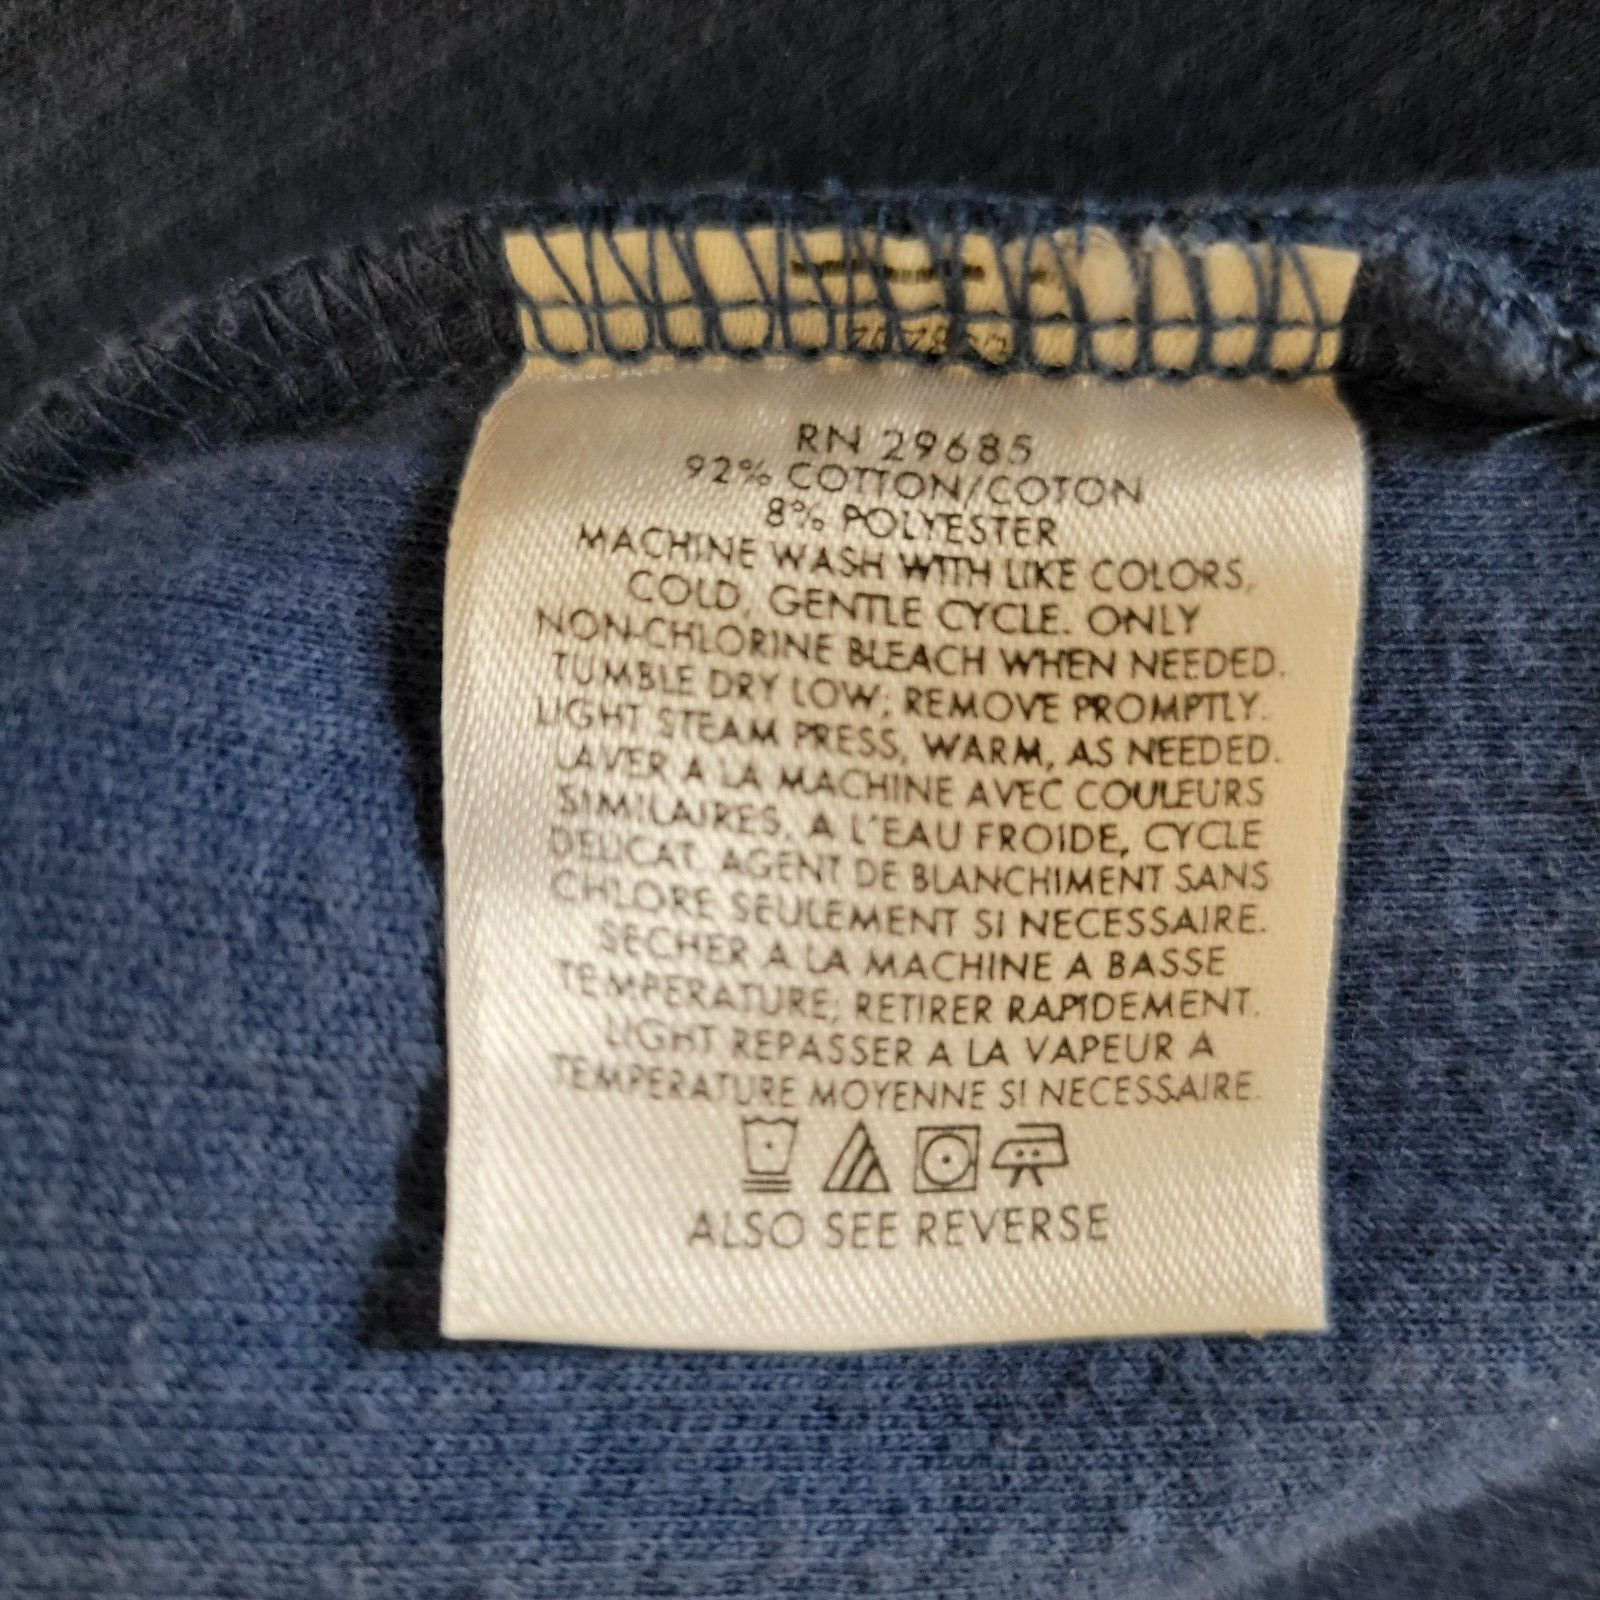 RN 29685
92% COTTON/COTON
8% POLYESTER
MACHINE WASH WITH LIKE COLORS,
COLD, GENTLE CYCLE. ONLY
NON-CHLORINE BLEACH WHEN NEEDED.
TUMBLE DRY LOW; REMOVE PROMPTLY.
LIGHT STEAM PRESS, WARM, AS NEEDED.
LAVER A LA MACHINE AVEC COULEURS
SIMILAIRES, A L'EAU FROIDE, CYCLE
DELICAT. AGENT DE BLANCHIMENT SANS
CHLORE SEULEMENT SI NECESSAIRE.
SECHER A LA MACHINE A BASSE
TEMPERATURE; RETIRER RAPIDEMENT.
LIGHT REPASSER A LA VAPEUR A
TEMPERATURE MOYENNE SI NECESSAIRE.
ALSO SEE REVERSE